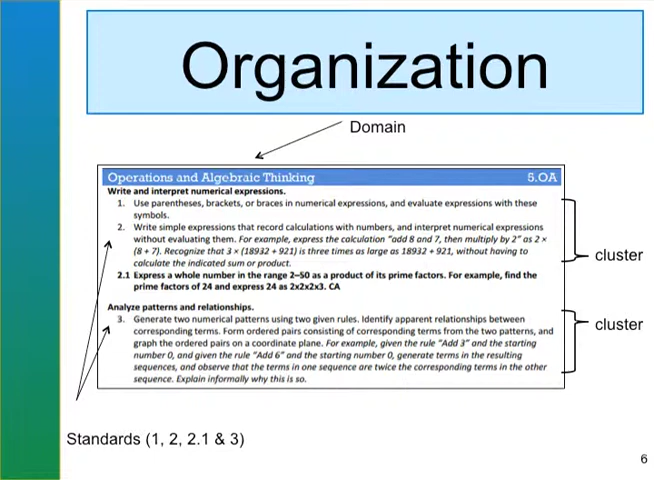 Organization
Domain
Operations and Algebraic Thinking 5.OA
Write and interpret numerical expressions.
1. Use parentheses, brackets, or braces in numerical expressions, and evaluate expressions with these
symbols.
2. Write simple expressions that record calculations with numbers, and interpret numerical expressions
without evaluating them. For example, express the calculation "add 8 and 7, then multiply by 2" as 2 ×
(8 + 7). Recognize that 3 × (18932 + 921) is three times as large as 18932 + 921, without having to
calculate the indicated sum or product.
2.1 Express a whole number in the range 2–50 as a product of its prime factors. For example, find the
prime factors of 24 and express 24 as 2x2x2x3. CA
cluster
Analyze patterns and relationships.
3. Generate two numerical patterns using two given rules. Identify apparent relationships between
corresponding terms. Form ordered pairs consisting of corresponding terms from the two patterns, and
graph the ordered pairs on a coordinate plane. For example, given the rule "Add 3" and the starting
number 0, and given the rule "Add 6" and the starting number 0, generate terms in the resulting
sequences, and observe that the terms in one sequence are twice the corresponding terms in the other
sequence. Explain informally why this is so.
cluster
Standards (1, 2, 2.1 & 3)
6